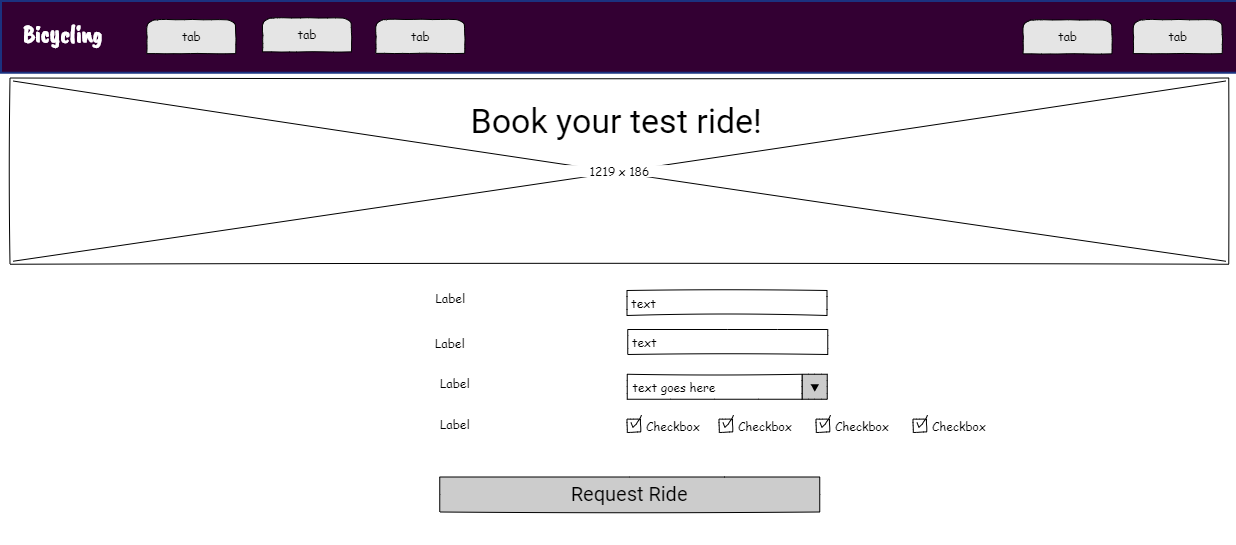 Bicycling tab tab tab tab tab
Book your test ride!
1219 x 186
Label text
Label text
Label text goes here
Label Checkbox Checkbox Checkbox Checkbox
Request Ride